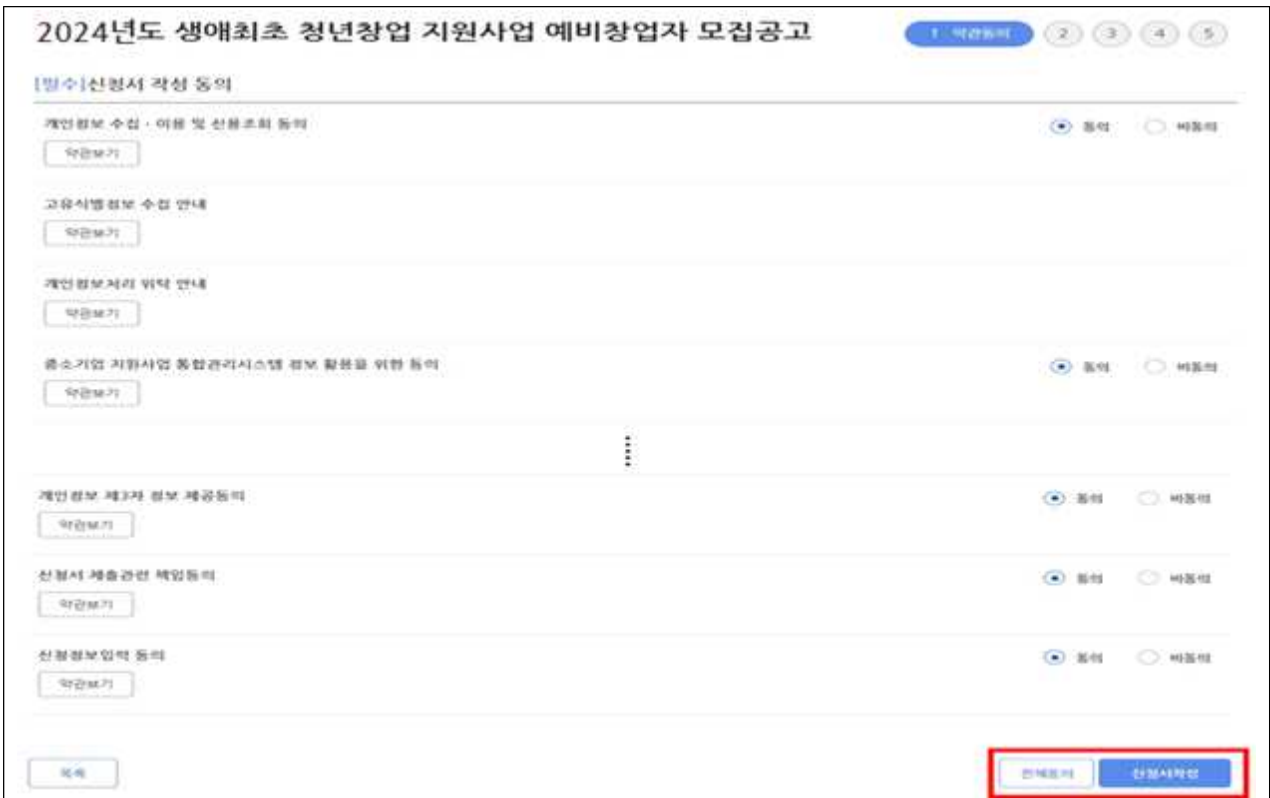 2024년도 생애최초 청년창업 지원사업 예비창업자 모집공고
1 약관동의 2 3 4 5
[필수]신청서 작성 동의
개인정보 수집·이용 및 신용조회 동의
동의 비동의
약관보기
고유식별정보 수집 안내
약관보기
개인정보처리 위탁 안내
약관보기
중소기업 지원사업 통합관리시스템 정보 활용을 위한 동의
동의 비동의
약관보기
개인정보 제3자 정보 제공동의
동의 비동의
약관보기
신청서 제출관련 책임동의
동의 비동의
약관보기
신청정보입력 동의
동의 비동의
약관보기
목록 전체동의 신청서작성